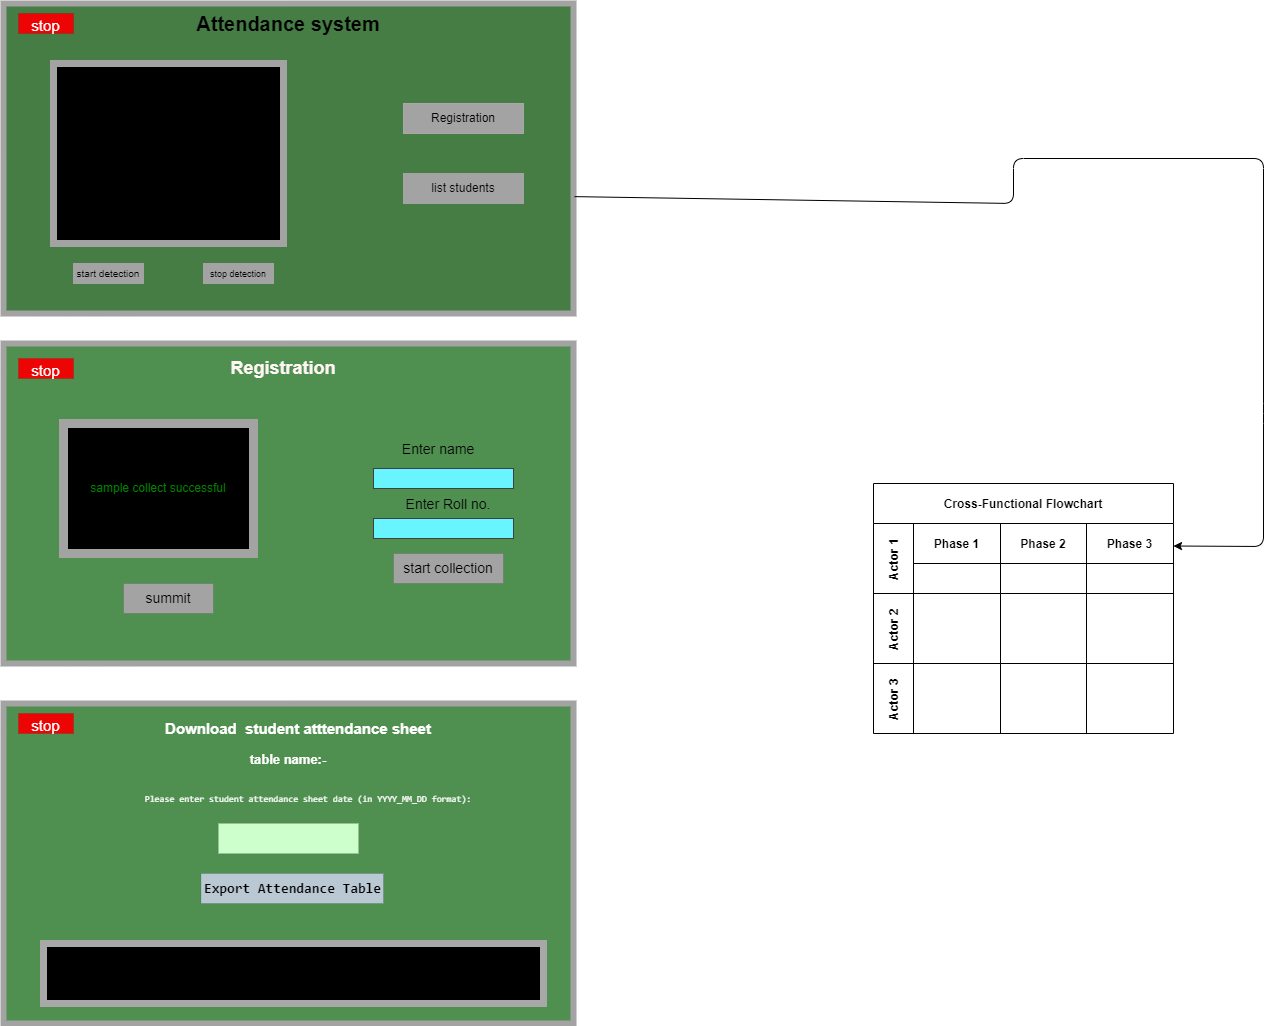 stop
Attendance system
Registration
list students
start detection
stop detection
stop
Registration
Enter name
sample collect successful
Enter Roll no.
start collection
summit
Cross-Functional Flowchart
Actor 1
Phase 1
Phase 2
Phase 3
Actor 2
Actor 3
stop
Download  student atttendance sheet
table name:-
Please enter student attendance sheet date (in YYYY_MM_DD format):
Export Attendance Table